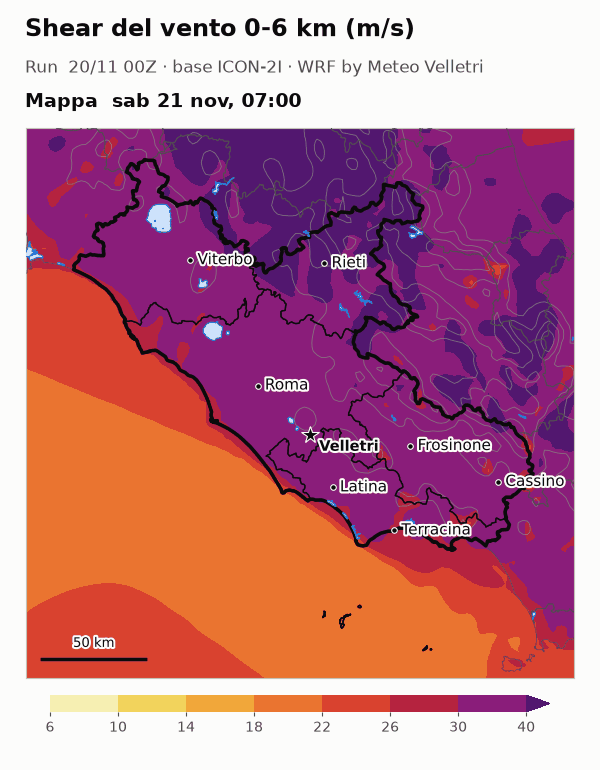 Shear del vento 0-6 km (m/s)
Run  20/11 00Z · base ICON-2I · WRF by Meteo Velletri
Mappa  sab 21 nov, 07:00
Viterbo
Rieti
Roma
Velletri
Frosinone
Cassino
Latina
Terracina
50 km
6 10 14 18 22 26 30 40